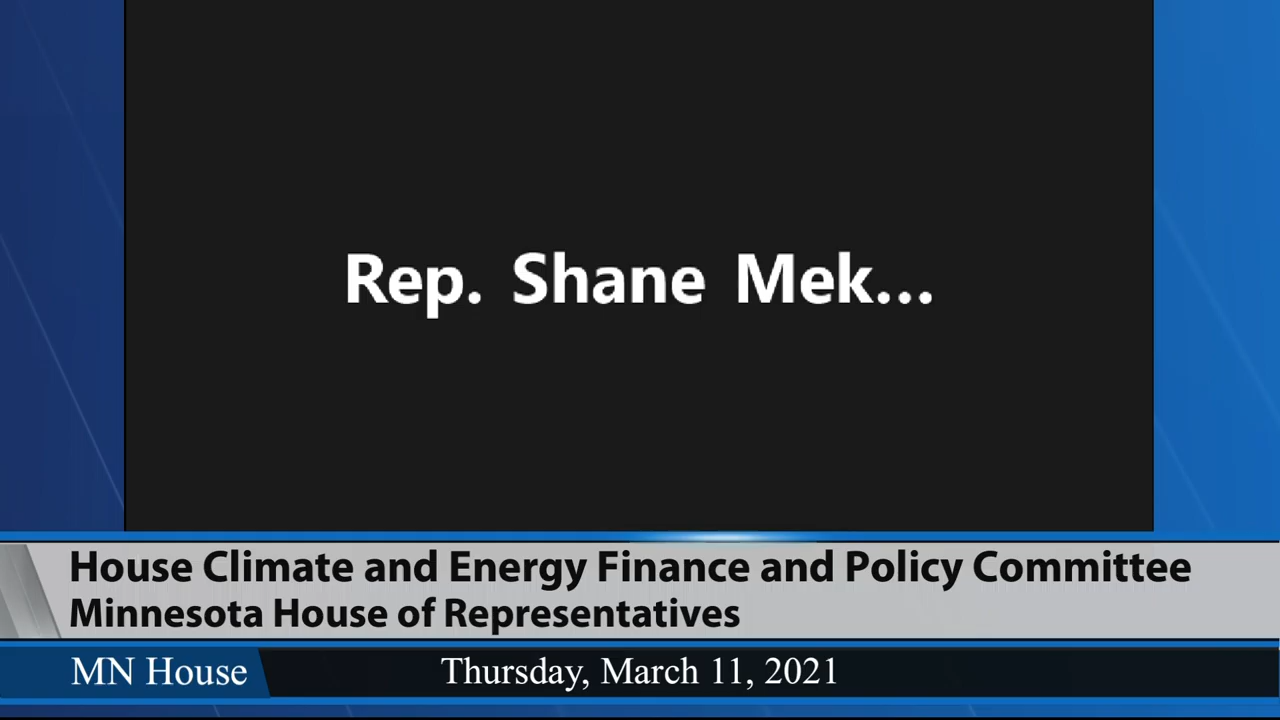 Rep. Shane Mek...
House Climate and Energy Finance and Policy Committee
Minnesota House of Representatives
MN House
Thursday, March 11, 2021